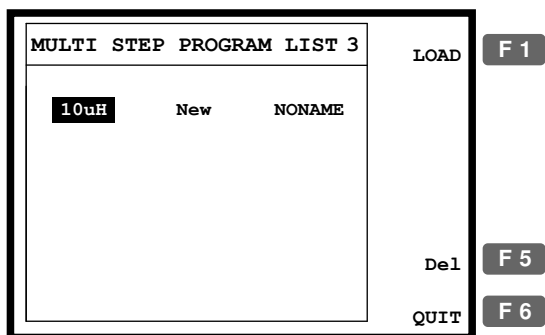 MULTI STEP PROGRAM LIST 3
LOAD F 1
10uH New NONAME
Del F 5
QUIT F 6